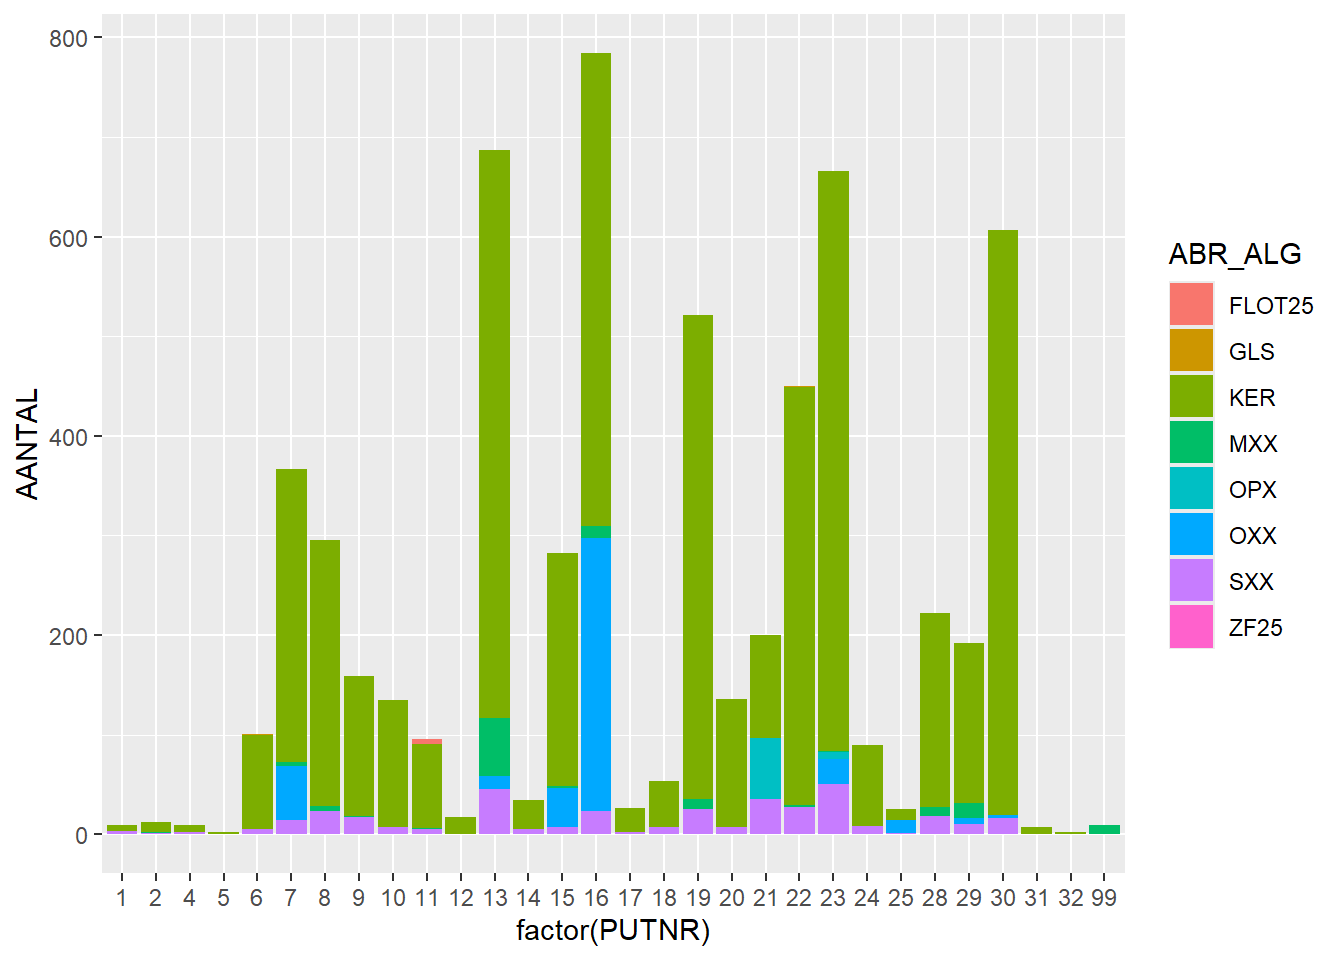 800
600
400
200
0
AANTAL
1 2 4 5 6 7 8 9 10 11 12 13 14 15 16 17 18 19 20 21 22 23 24 25 28 29 30 31 32 99
factor(PUTNR)
ABR_ALG
FLOT25
GLS
KER
MXX
OPX
OXX
SXX
ZF25